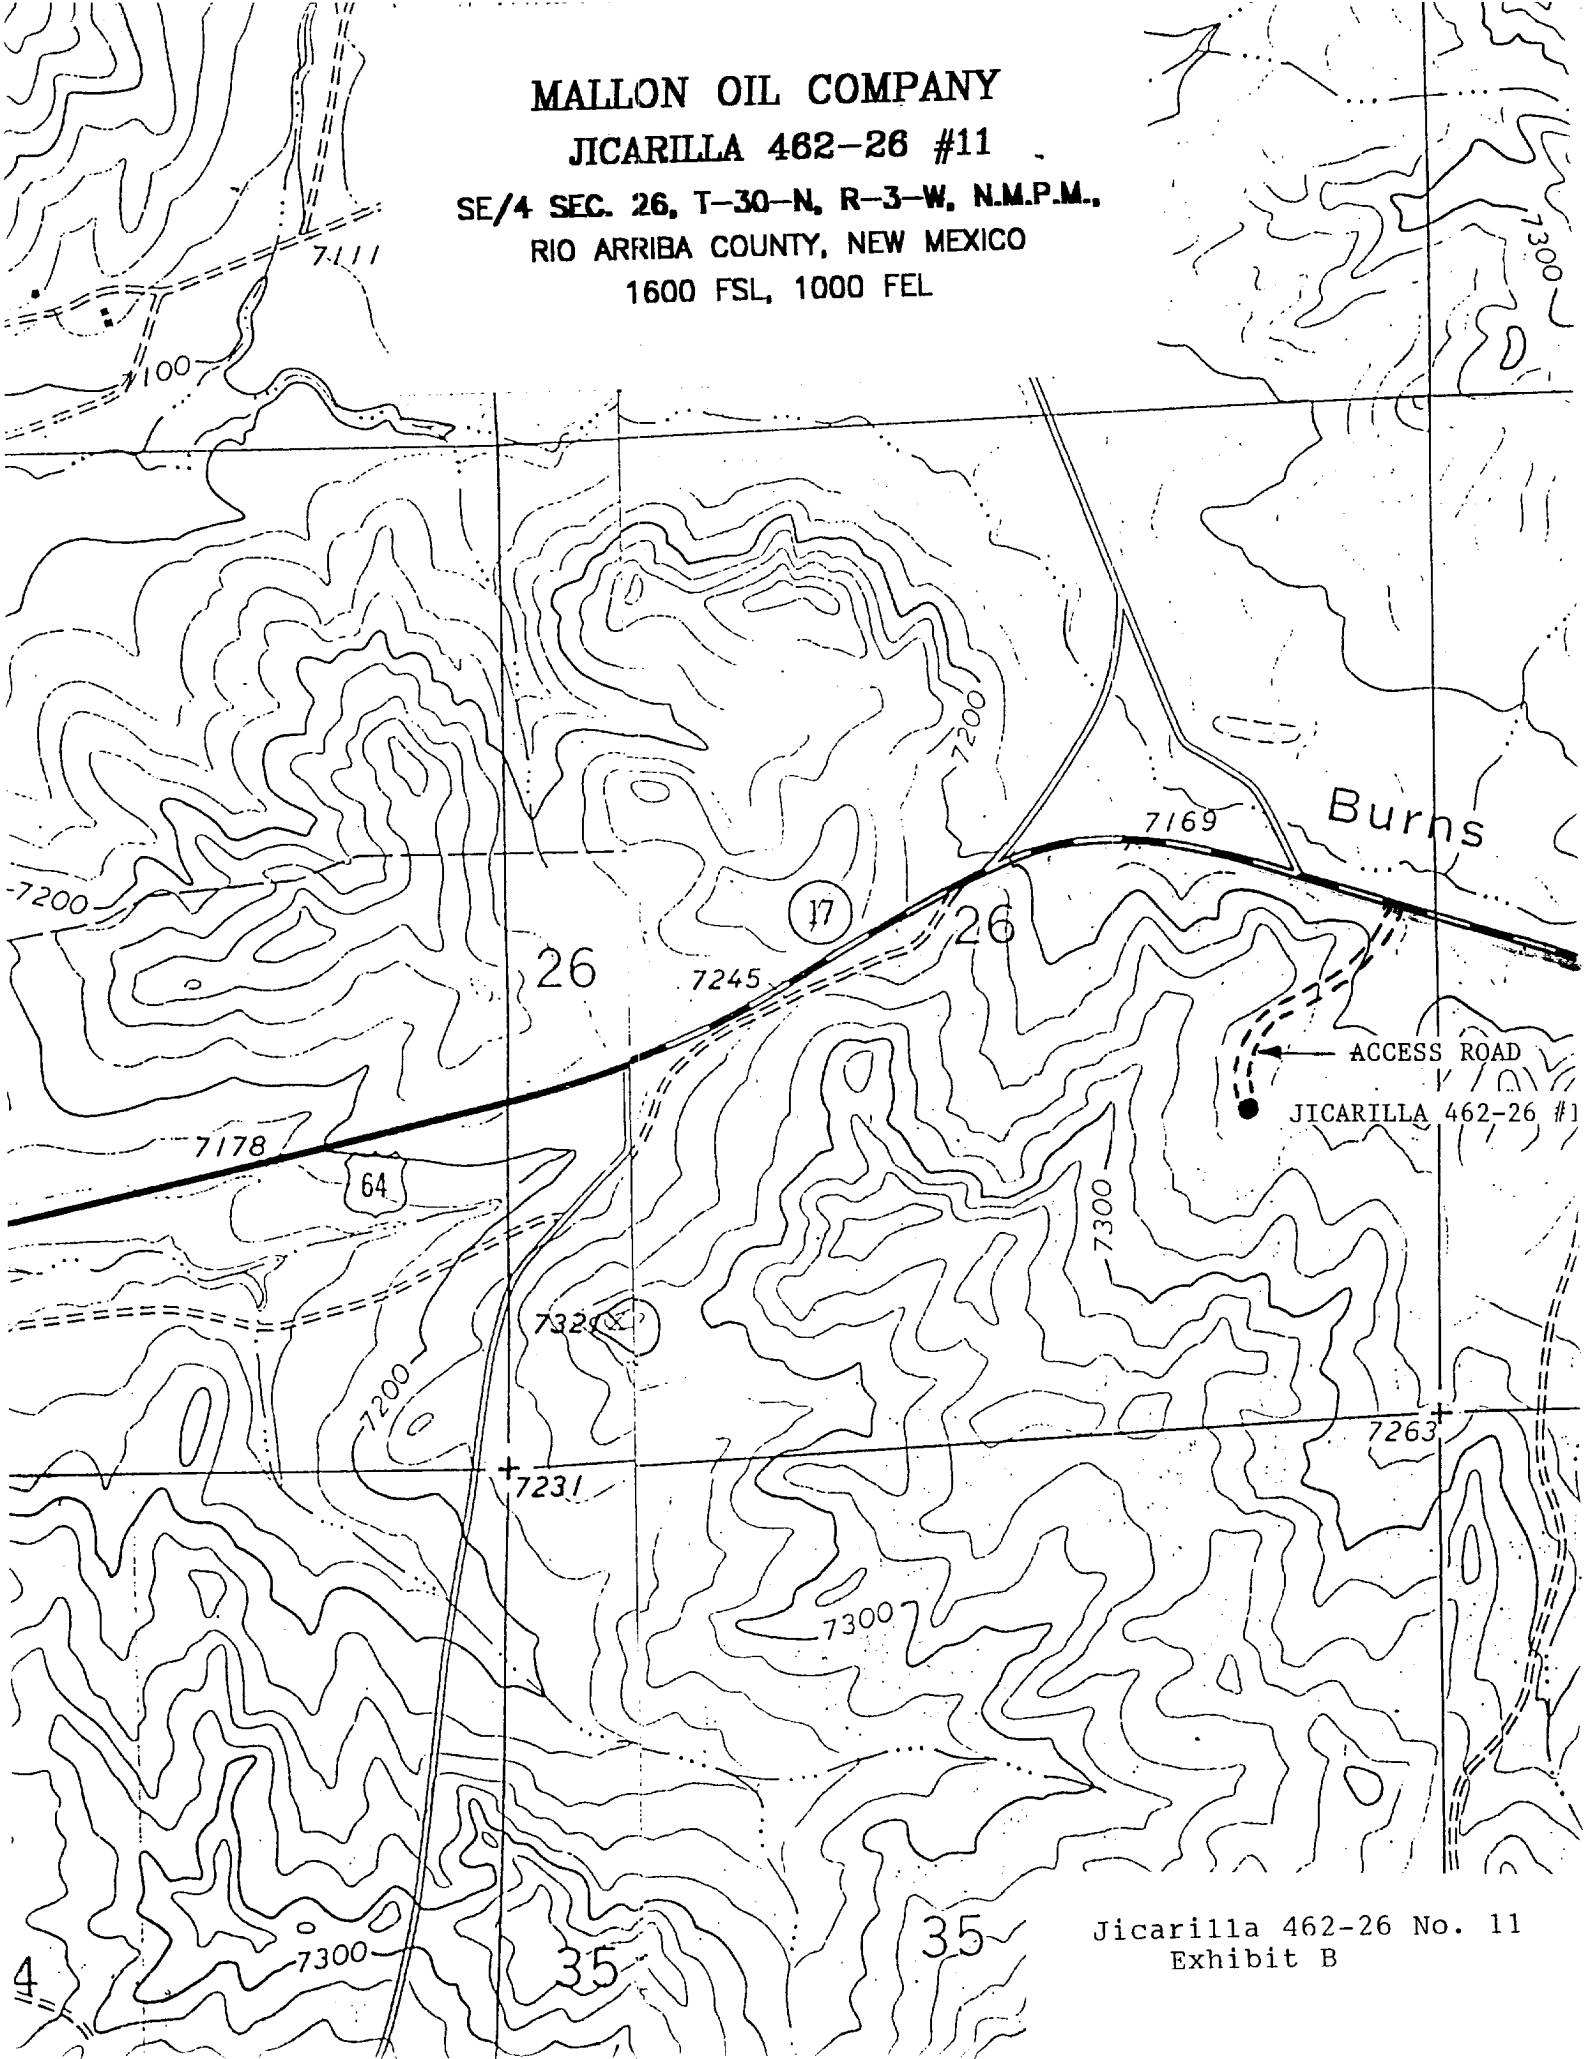 MALLON OIL COMPANY
JICARILLA 462-26 #11
SE/4 SEC. 26, T-30-N, R-3-W, N.M.P.M.,
RIO ARRIBA COUNTY, NEW MEXICO
1600 FSL, 1000 FEL
7111
7300
7100
7200
7169
Burns
7200
17
26
26
7245
ACCESS ROAD
JICARILLA 462-26 #1
7178
64
7300
7200
7263
7231
7300
35
35
7300
4
Jicarilla 462-26 No. 11
Exhibit B